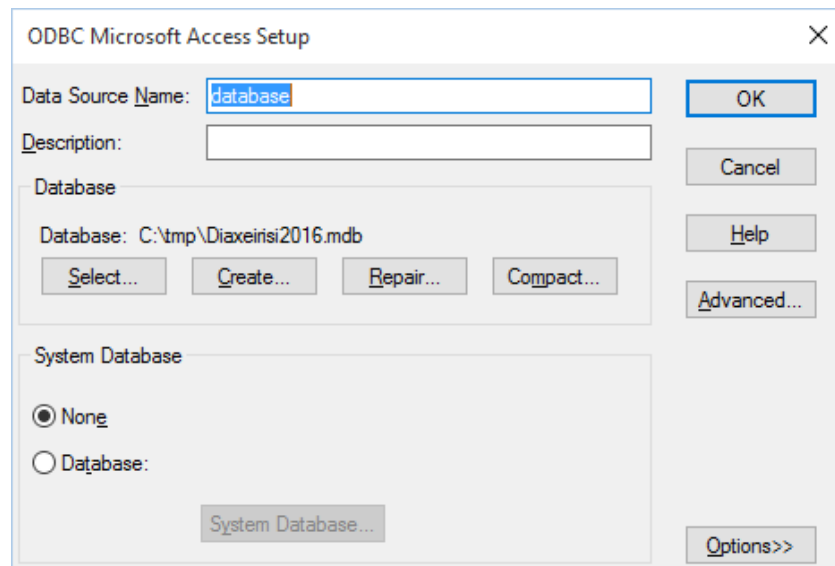 ODBC Microsoft Access Setup
Data Source Name: database
OK
Description:
Cancel
Database
Database: C:\tmp\Diaxeirisi2016.mdb
Help
Select... Create... Repair... Compact...
Advanced...
System Database
None
Database:
System Database...
Options>>